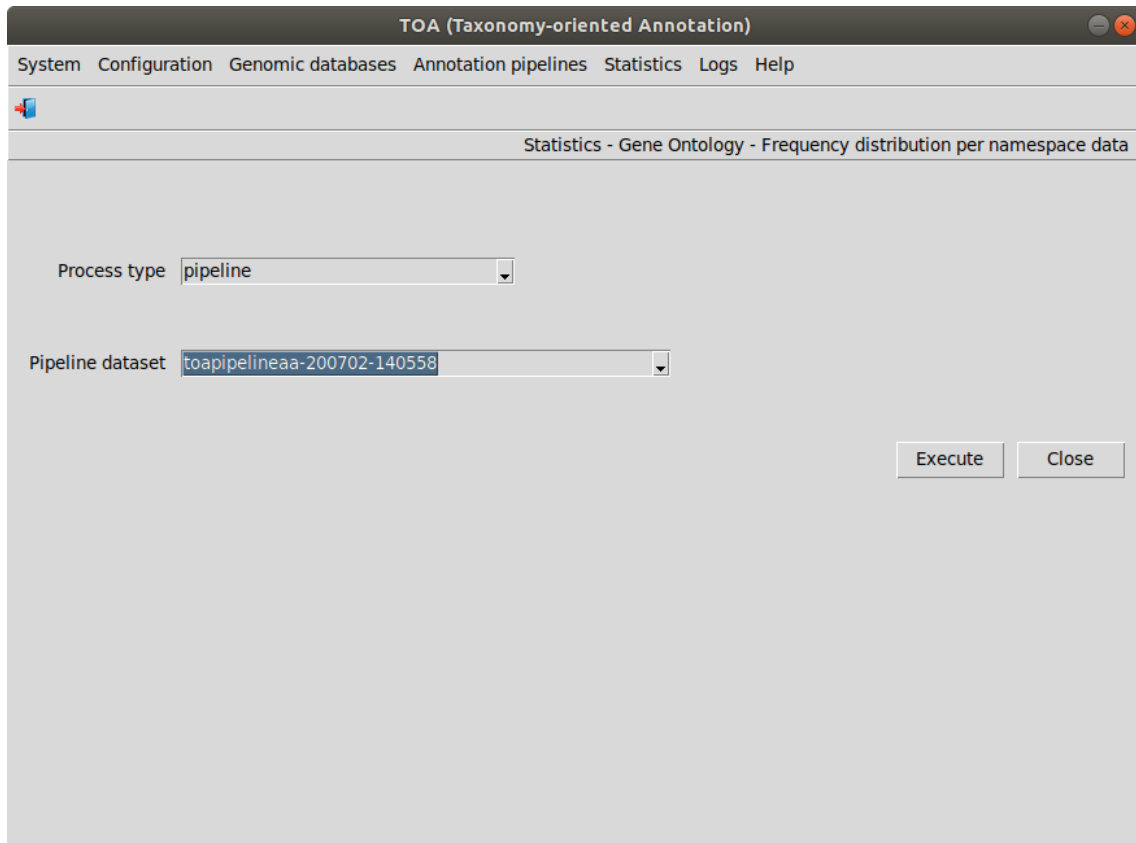 TOA (Taxonomy-oriented Annotation)
System Configuration Genomic databases Annotation pipelines Statistics Logs Help
Statistics - Gene Ontology - Frequency distribution per namespace data
Process type pipeline
Pipeline dataset toapipelineaa-200702-140558
Execute Close